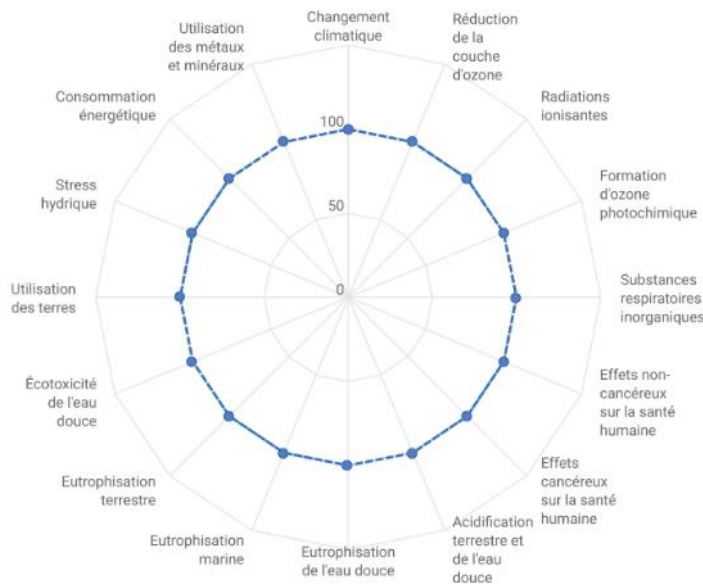 Changement
climatique
Réduction
de la
couche
d'ozone
Radiations
ionisantes
Formation
d'ozone
photochimique
Substances
respiratoires
inorganiques
Effets non-
cancéreux
sur la santé
humaine
Effets
cancéreux
sur la santé
humaine
Acidification
terrestre et
de l'eau
douce
Eutrophisation
de l'eau douce
Eutrophisation
marine
Eutrophisation
terrestre
Écotoxicité
de l'eau
douce
Utilisation
des terres
Stress
hydrique
Consommation
énergétique
Utilisation
des métaux
et minéraux
100
50
0